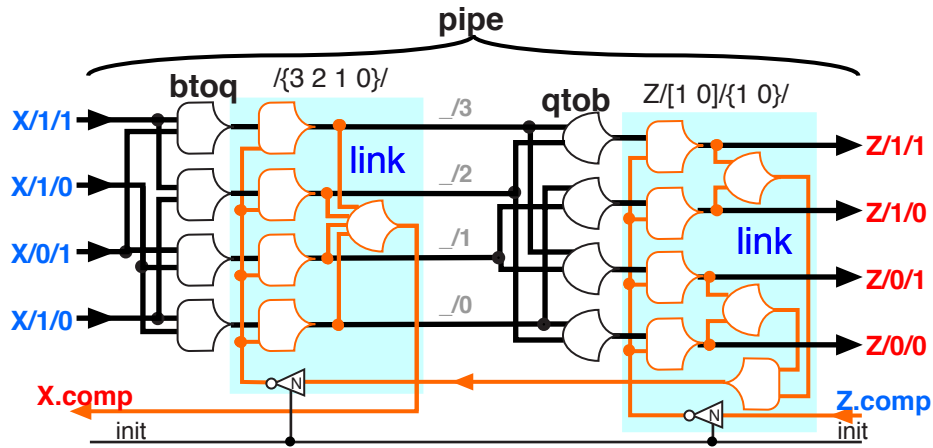 pipe
/{3 2 1 0}/
Z/[1 0]/{1 0}/
btoq
qtob
X/1/1
_/3
Z/1/1
link
X/1/0
_/2
Z/1/0
X/0/1
_/1
link
Z/0/1
X/1/0
_/0
Z/0/0
N
X.comp
N
Z.comp
init
init